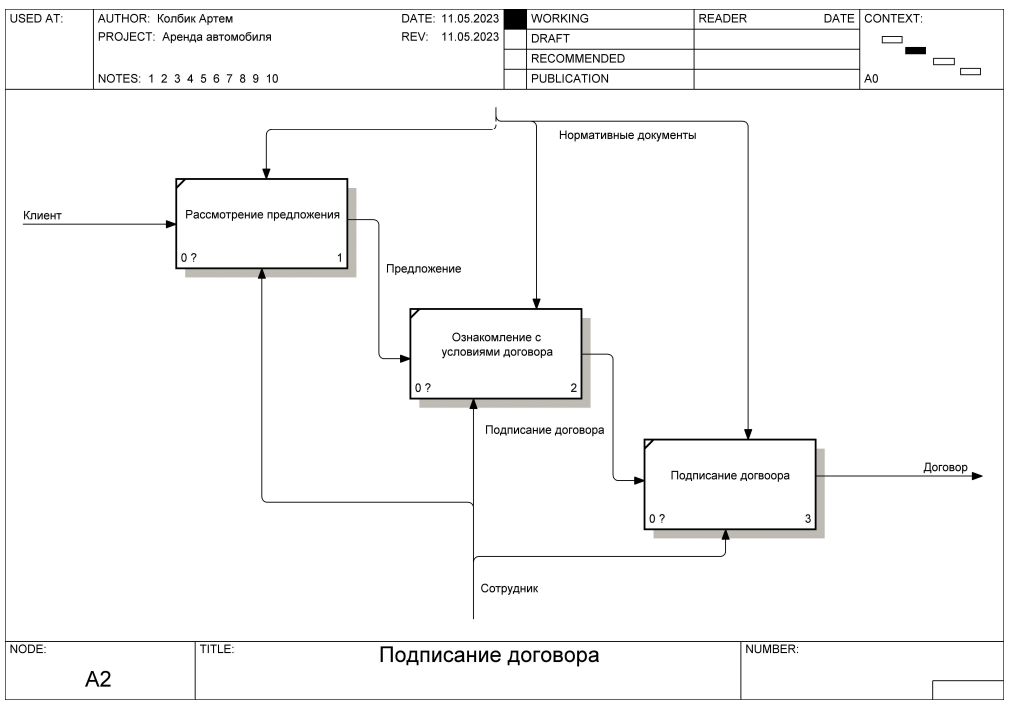 USED AT:
AUTHOR: Колбик Артем
DATE: 11.05.2023
PROJECT: Аренда автомобиля
REV: 11.05.2023
NOTES: 1 2 3 4 5 6 7 8 9 10
WORKING
DRAFT
RECOMMENDED
PUBLICATION
READER
DATE
CONTEXT:
A0
Нормативные документы
Клиент
Рассмотрение предложения
0 ?
1
Предложение
Ознакомление с
условиями договора
0 ?
2
Подписание договора
Подписание догвоора
0 ?
3
Договор
Сотрудник
NODE:
A2
TITLE:
Подписание договора
NUMBER: